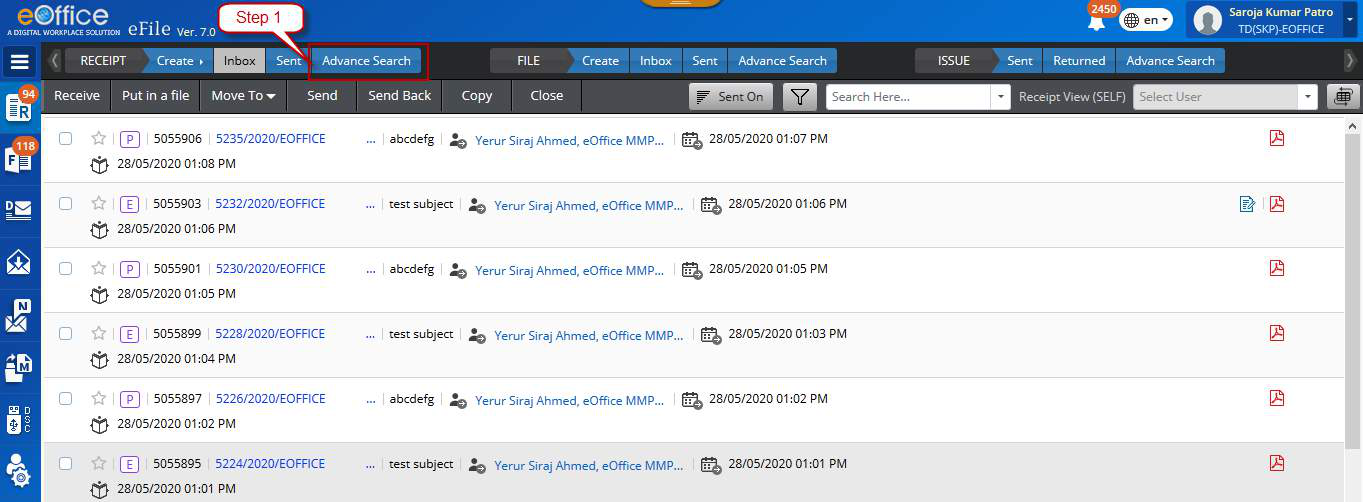 eOffice
A DIGITAL WORKPLACE SOLUTION
eFile Ver. 7.0
Step 1
2450
en
Saroja Kumar Patro
TD(SKP)-EOFFICE
RECEIPT Create Inbox Sent Advance Search FILE Create Inbox Sent Advance Search ISSUE Sent Returned Advance Search
94
R
Receive Put in a file Move To Send Send Back Copy Close Sent On Search Here... Receipt View (SELF) Select User
P 5055906 5235/2020/EOFFICE ... abcdefg Yerur Siraj Ahmed, eOffice MMP... 28/05/2020 01:07 PM
118
F
28/05/2020 01:08 PM
D
E 5055903 5232/2020/EOFFICE ... test subject Yerur Siraj Ahmed, eOffice MMP... 28/05/2020 01:06 PM
28/05/2020 01:06 PM
P 5055901 5230/2020/EOFFICE ... abcdefg Yerur Siraj Ahmed, eOffice MMP... 28/05/2020 01:05 PM
28/05/2020 01:05 PM
N
E 5055899 5228/2020/EOFFICE ... test subject Yerur Siraj Ahmed, eOffice MMP... 28/05/2020 01:03 PM
28/05/2020 01:04 PM
M
P 5055897 5226/2020/EOFFICE ... abcdefg Yerur Siraj Ahmed, eOffice MMP... 28/05/2020 01:02 PM
28/05/2020 01:02 PM
DSC
E 5055895 5224/2020/EOFFICE ... test subject Yerur Siraj Ahmed, eOffice MMP... 28/05/2020 01:01 PM
28/05/2020 01:01 PM